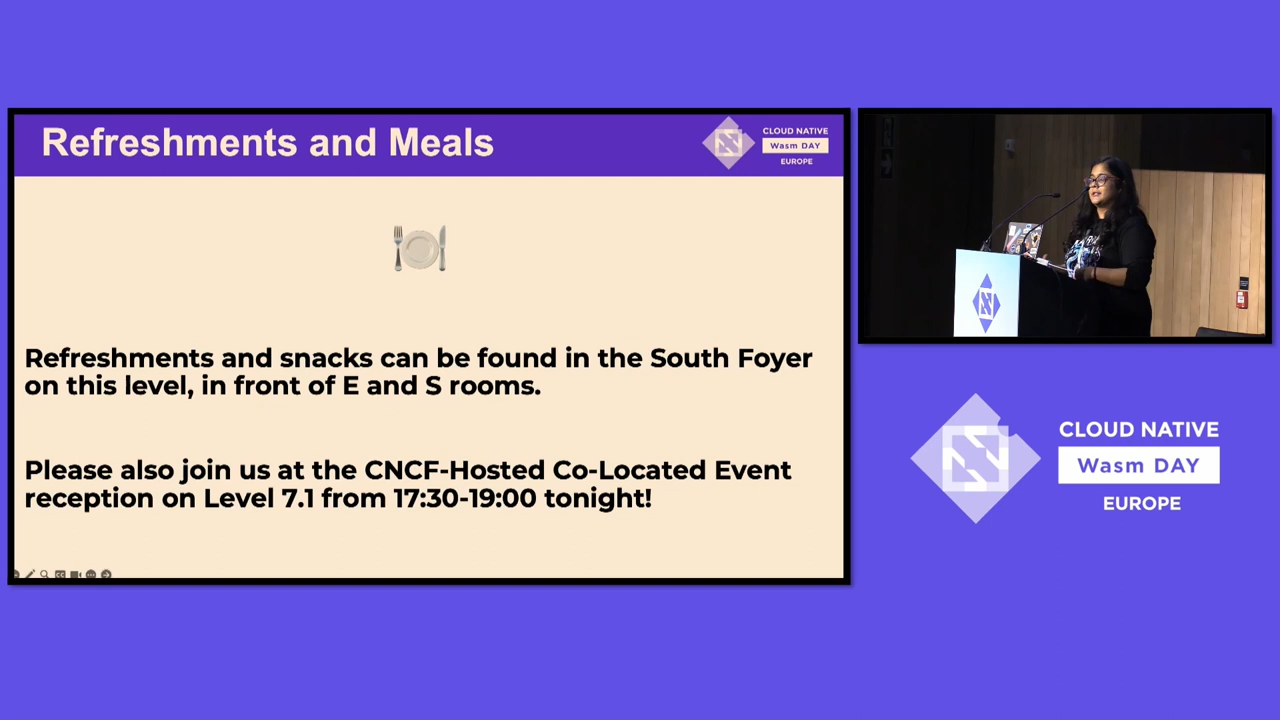 Refreshments and Meals
CLOUD NATIVE
Wasm DAY
EUROPE
Refreshments and snacks can be found in the South Foyer
on this level, in front of E and S rooms.
Please also join us at the CNCF-Hosted Co-Located Event
reception on Level 7.1 from 17:30-19:00 tonight!
CLOUD NATIVE
Wasm DAY
EUROPE